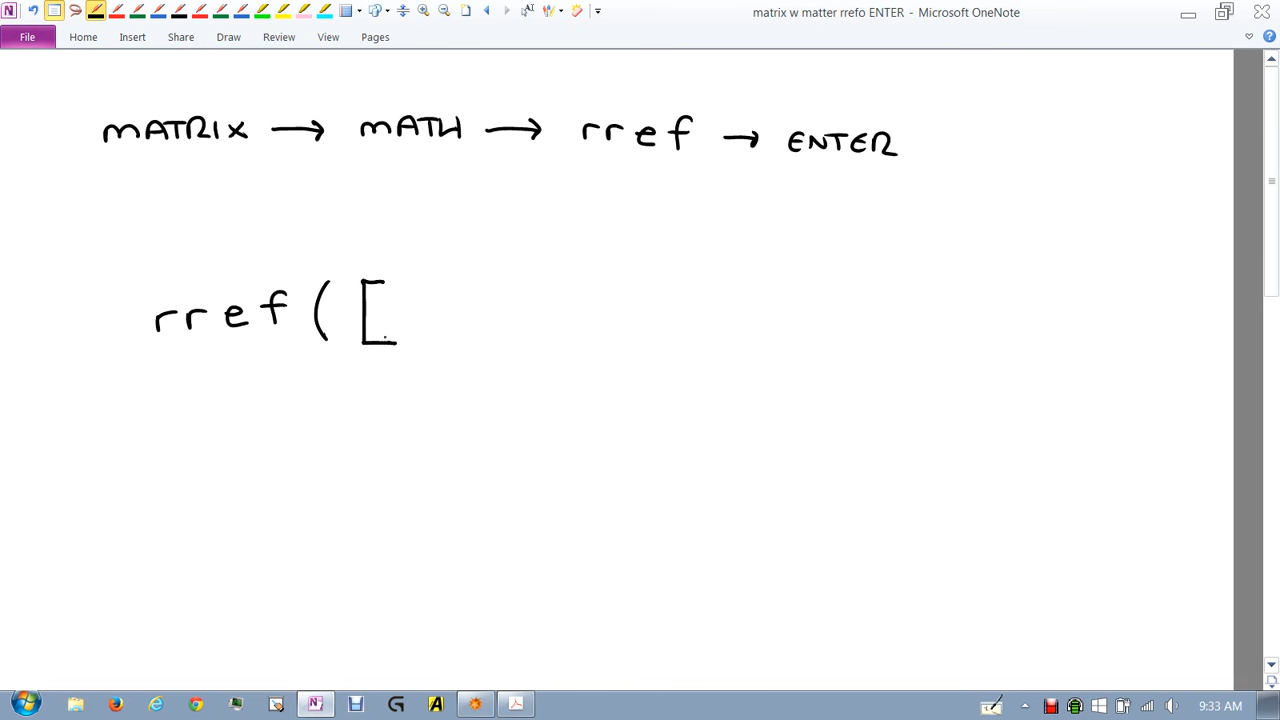 matrix w matter rrefo ENTER - Microsoft OneNote
File Home Insert Share Draw Review View Pages
MATRIX → MATH → rref → ENTER
rref ( [
9:33 AM